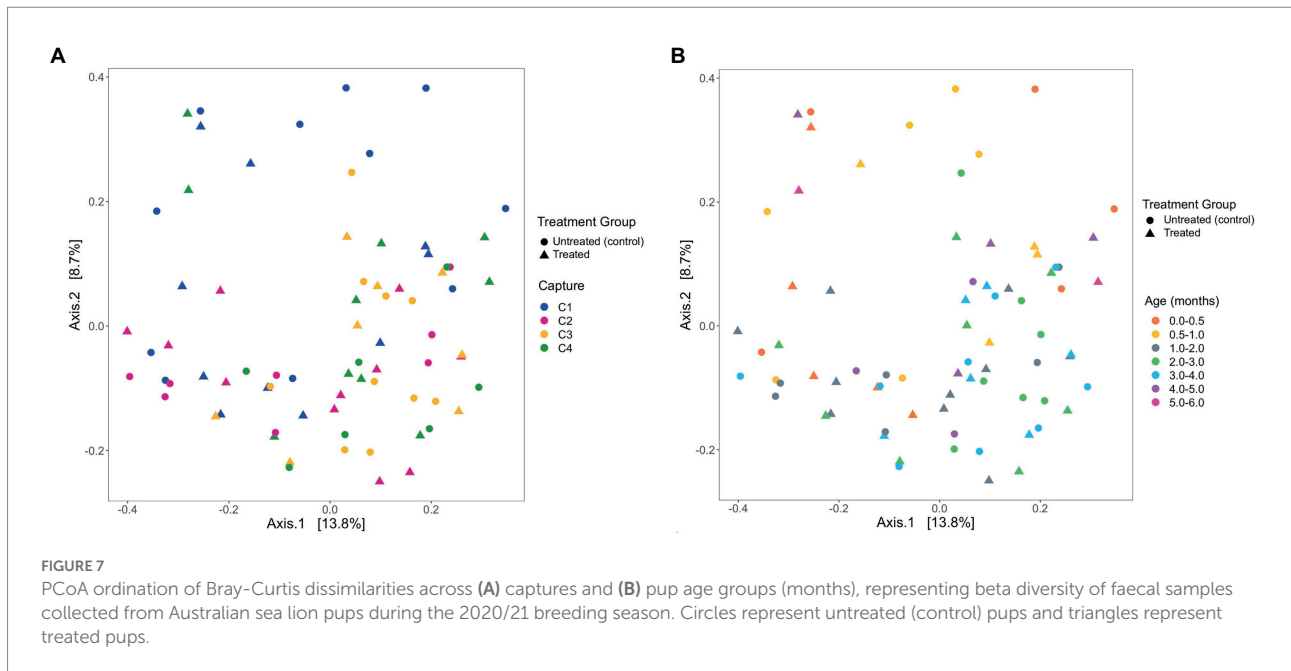 A
0.4
0.2
0.0
-0.2
-0.4
-0.2
0.0
0.2
Axis.2 [8.7%]
Axis.1 [13.8%]
Treatment Group
Untreated (control)
Treated
Capture
C1
C2
C3
C4
B
0.4
0.2
0.0
-0.2
-0.4
-0.2
0.0
0.2
Axis.2 [8.7%]
Axis.1 [13.8%]
Treatment Group
Untreated (control)
Treated
Age (months)
0.0-0.5
0.5-1.0
1.0-2.0
2.0-3.0
3.0-4.0
4.0-5.0
5.0-6.0
FIGURE 7
PCoA ordination of Bray-Curtis dissimilarities across (A) captures and (B) pup age groups (months), representing beta diversity of faecal samples
collected from Australian sea lion pups during the 2020/21 breeding season. Circles represent untreated (control) pups and triangles represent
treated pups.